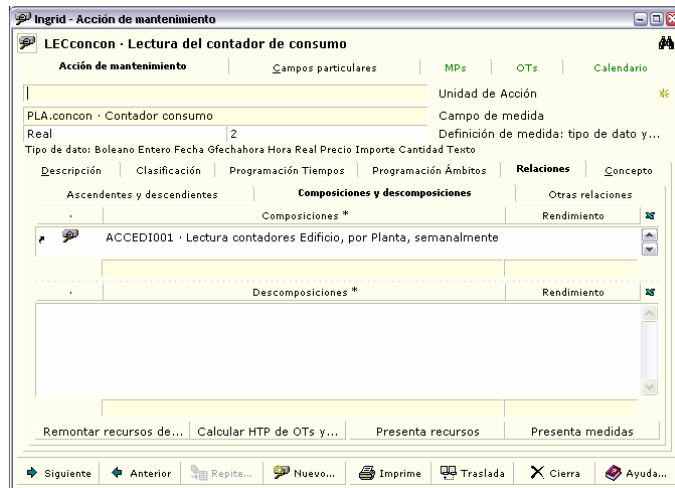 Ingrid - Acción de mantenimiento
LECconcon · Lectura del contador de consumo
Acción de mantenimiento Campos particulares MPs OTs Calendario
Unidad de Acción
PLA.concon · Contador consumo Campo de medida
Real 2 Definición de medida: tipo de dato y...
Tipo de dato: Boleano Entero Fecha Gfechahora Hora Real Precio Importe Cantidad Texto
Descripción Clasificación Programación Tiempos Programación Ámbitos Relaciones Concepto
Ascendentes y descendientes Composiciones y descomposiciones Otras relaciones
· Composiciones * Rendimiento
ACCEDI001 · Lectura contadores Edificio, por Planta, semanalmente
· Descomposiciones * Rendimiento
Remontar recursos de... Calcular HTP de OTs y... Presenta recursos Presenta medidas
Siguiente Anterior Repite... Nuevo... Imprime Traslada Cierra Ayuda...